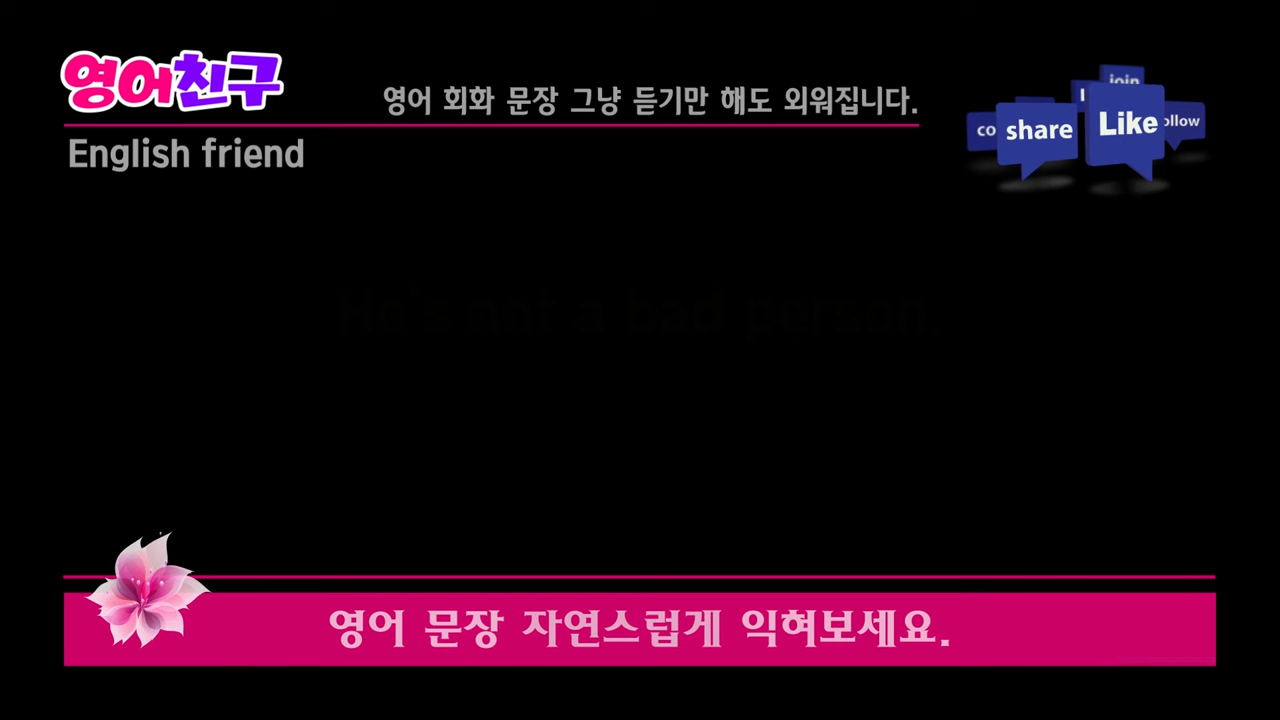 영어친구
영어 회화 문장 그냥 듣기만 해도 외워집니다.
English friend
join
share
Like
He's not a bad person.
영어 문장 자연스럽게 익혀보세요.